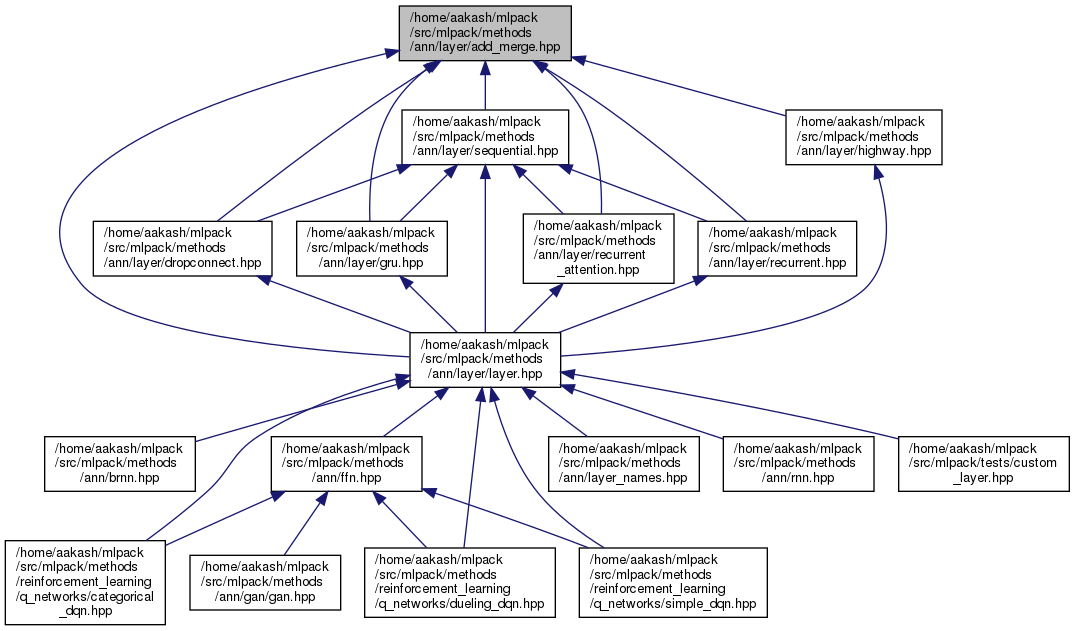 /home/aakash/mlpack
/src/mlpack/methods
/ann/layer/add_merge.hpp
/home/aakash/mlpack
/src/mlpack/methods
/ann/layer/sequential.hpp
/home/aakash/mlpack
/src/mlpack/methods
/ann/layer/highway.hpp
/home/aakash/mlpack
/src/mlpack/methods
/ann/layer/dropconnect.hpp
/home/aakash/mlpack
/src/mlpack/methods
/ann/layer/gru.hpp
/home/aakash/mlpack
/src/mlpack/methods
/ann/layer/recurrent
_attention.hpp
/home/aakash/mlpack
/src/mlpack/methods
/ann/layer/recurrent.hpp
/home/aakash/mlpack
/src/mlpack/methods
/ann/layer/layer.hpp
/home/aakash/mlpack
/src/mlpack/methods
/ann/brnn.hpp
/home/aakash/mlpack
/src/mlpack/methods
/ann/ffn.hpp
/home/aakash/mlpack
/src/mlpack/methods
/ann/layer_names.hpp
/home/aakash/mlpack
/src/mlpack/methods
/ann/rnn.hpp
/home/aakash/mlpack
/src/mlpack/tests/custom
_layer.hpp
/home/aakash/mlpack
/src/mlpack/methods
/reinforcement_learning
/q_networks/categorical
_dqn.hpp
/home/aakash/mlpack
/src/mlpack/methods
/ann/gan/gan.hpp
/home/aakash/mlpack
/src/mlpack/methods
/reinforcement_learning
/q_networks/dueling_dqn.hpp
/home/aakash/mlpack
/src/mlpack/methods
/reinforcement_learning
/q_networks/simple_dqn.hpp